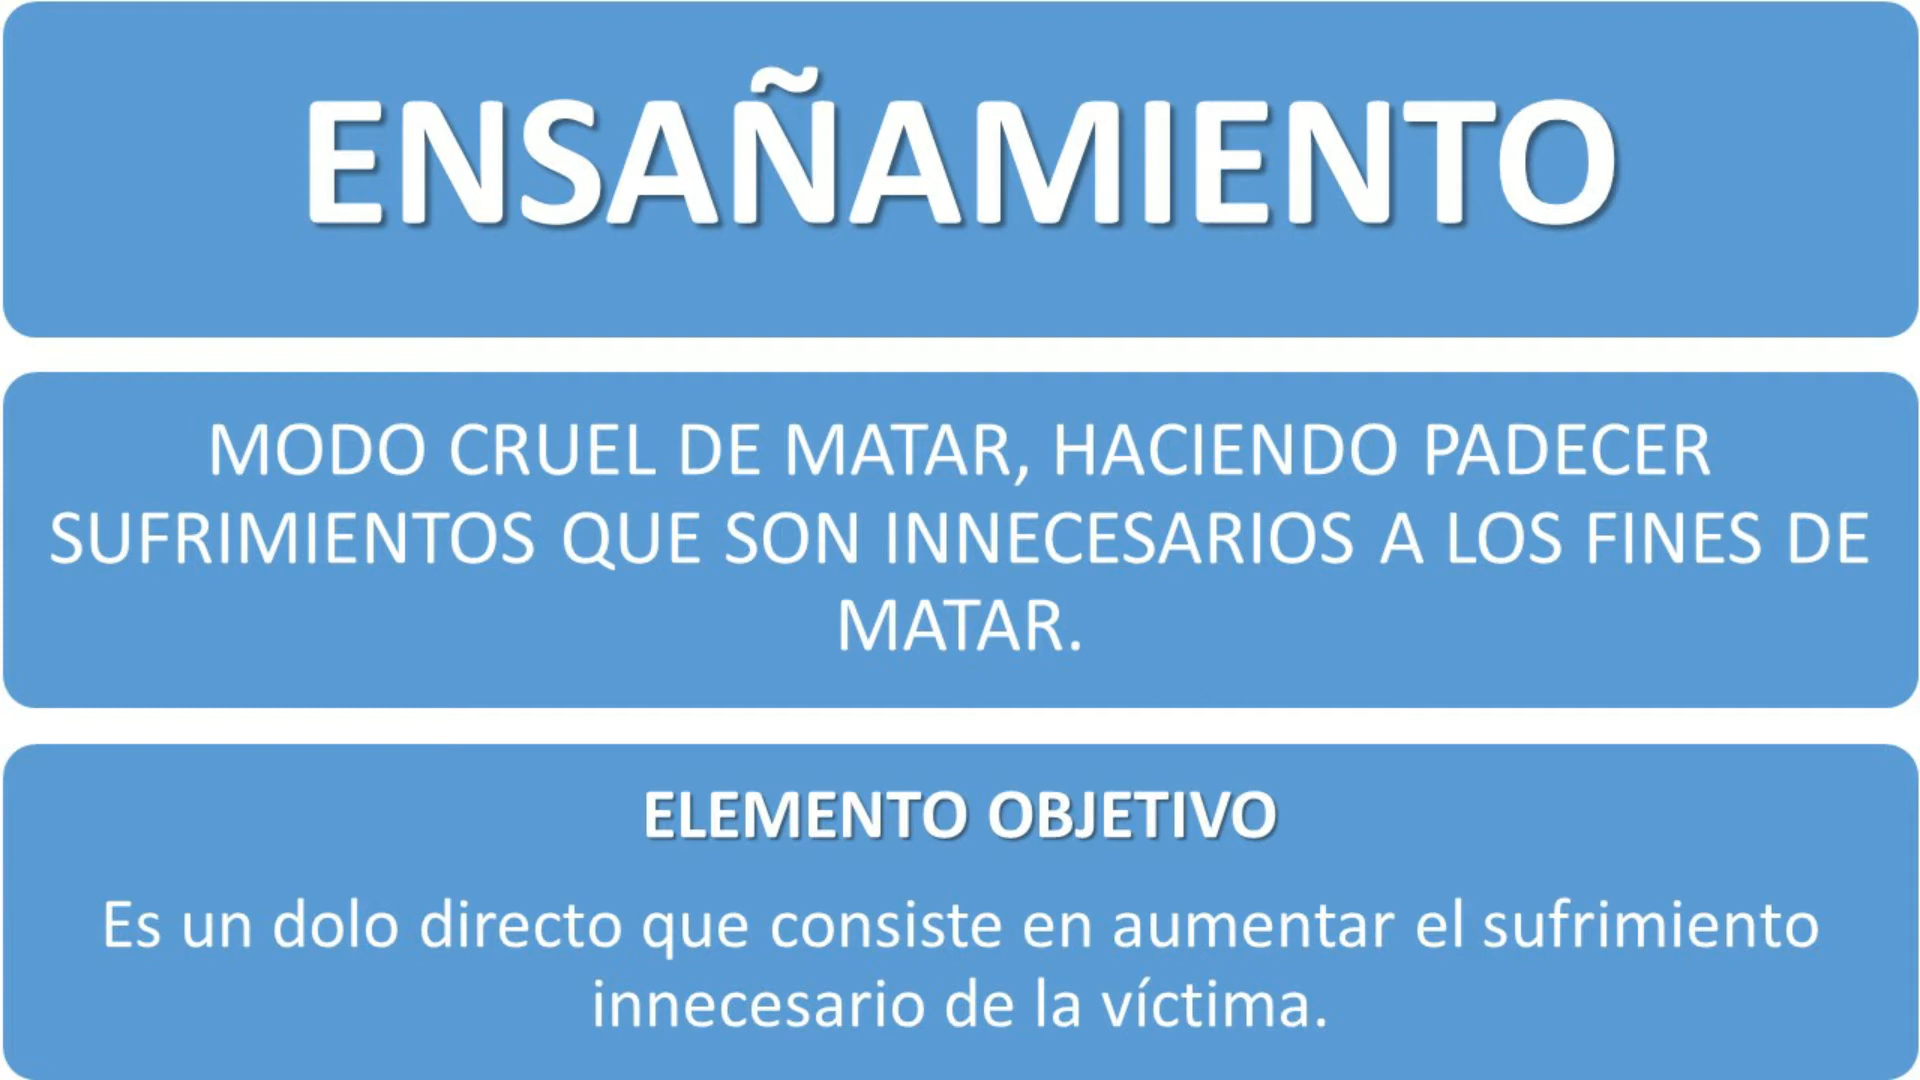 ENSAÑAMIENTO
MODO CRUEL DE MATAR, HACIENDO PADECER
SUFRIMIENTOS QUE SON INNECESARIOS A LOS FINES DE
MATAR.
ELEMENTO OBJETIVO
Es un dolo directo que consiste en aumentar el sufrimiento
innecesario de la víctima.